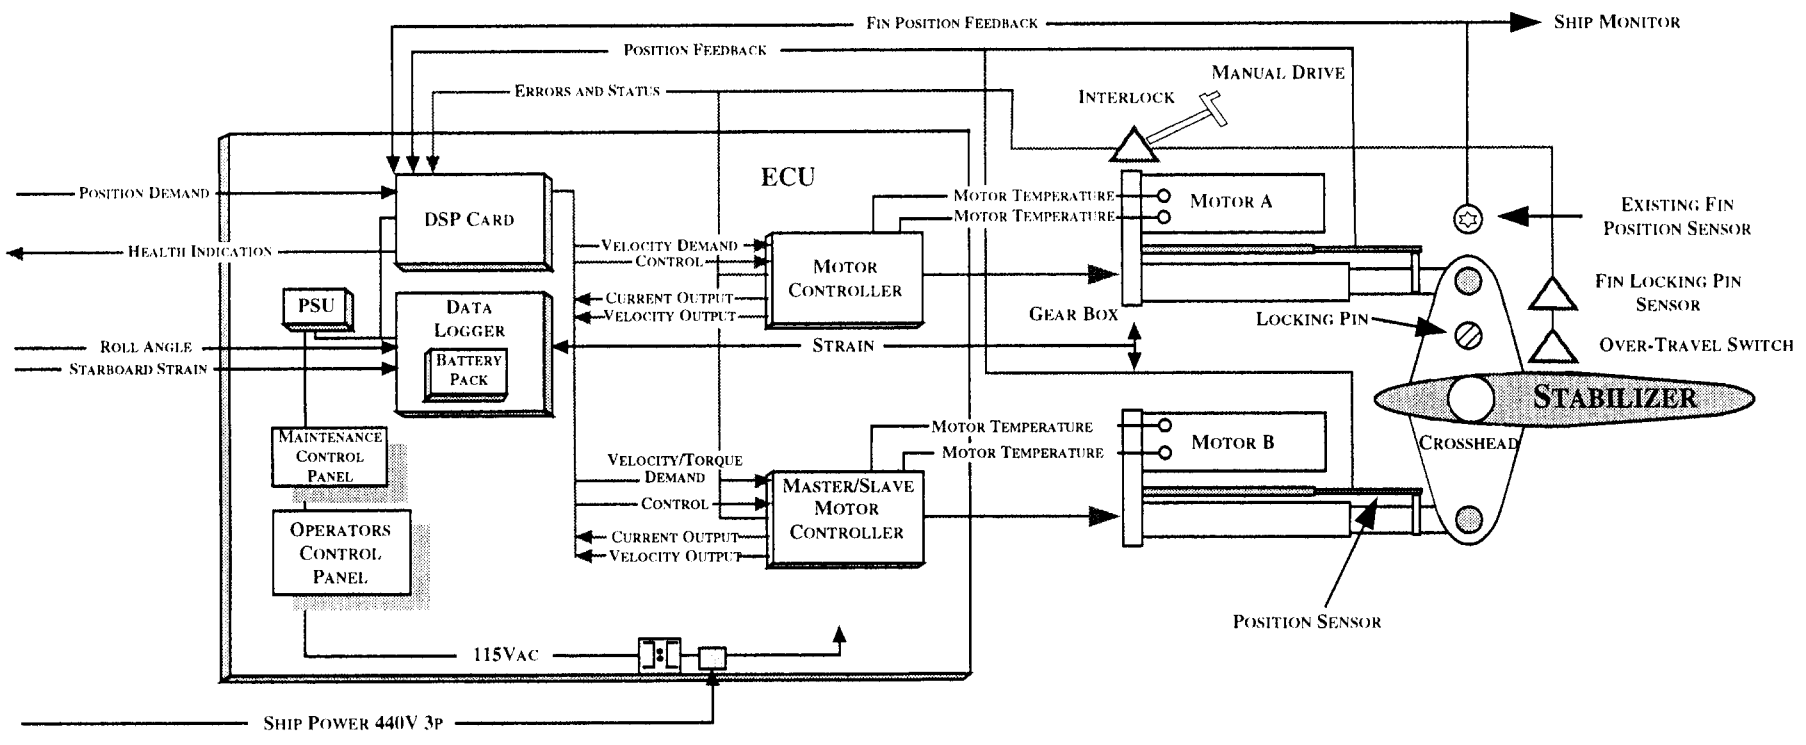 FIN POSITION FEEDBACK
SHIP MONITOR
POSITION FEEDBACK
MANUAL DRIVE
ERRORS AND STATUS
INTERLOCK
ECU
POSITION DEMAND
DSP CARD
MOTOR TEMPERATURE
MOTOR TEMPERATURE
MOTOR A
EXISTING FIN
POSITION SENSOR
HEALTH INDICATION
VELOCITY DEMAND
CONTROL
MOTOR
CONTROLLER
CURRENT OUTPUT
VELOCITY OUTPUT
FIN LOCKING PIN
SENSOR
PSU
DATA
LOGGER
BATTERY
PACK
GEAR BOX
LOCKING PIN
OVER-TRAVEL SWITCH
ROLL ANGLE
STARBOARD STRAIN
STRAIN
STABILIZER
CROSSHEAD
MAINTENANCE
CONTROL
PANEL
MOTOR TEMPERATURE
MOTOR TEMPERATURE
MOTOR B
VELOCITY/TORQUE
DEMAND
CONTROL
MASTER/SLAVE
MOTOR
CONTROLLER
CURRENT OUTPUT
VELOCITY OUTPUT
OPERATORS
CONTROL
PANEL
POSITION SENSOR
115VAC
SHIP POWER 440V 3P